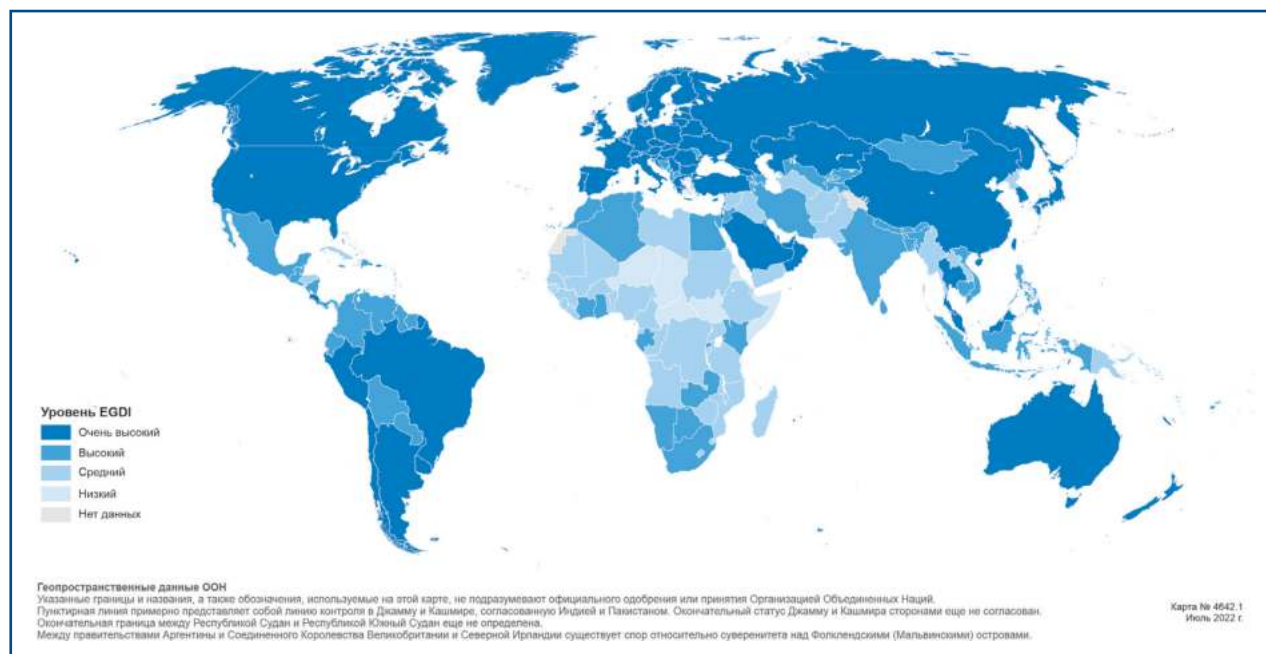 Уровень EGDI
Очень высокий
Высокий
Средний
Низкий
Нет данных
Геопространственные данные ООН
Указанные границы и названия, а также обозначения, используемые на этой карте, не подразумевают официального одобрения или принятия Организацией Объединенных Наций.
Пунктирная линия примерно представляет собой линию контроля в Джамму и Кашмире, согласованную Индией и Пакистаном. Окончательный статус Джамму и Кашмира сторонами еще не согласован.
Окончательная граница между Республикой Судан и Республикой Южный Судан еще не определена.
Между правительствами Аргентины и Соединенного Королевства Великобритании и Северной Ирландии существует спор относительно суверенитета над Фолклендскими (Мальвинскими) островами.
Карта № 4642.1
Июль 2022 г.